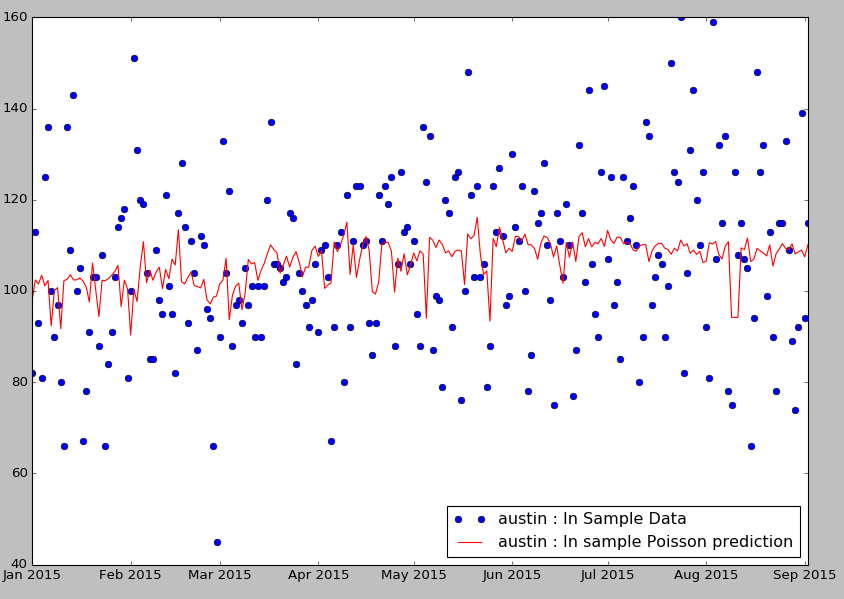 160
140
120
100
80
60
40
Jan 2015 Feb 2015 Mar 2015 Apr 2015 May 2015 Jun 2015 Jul 2015 Aug 2015 Sep 2015
austin : In Sample Data
austin : In sample Poisson prediction